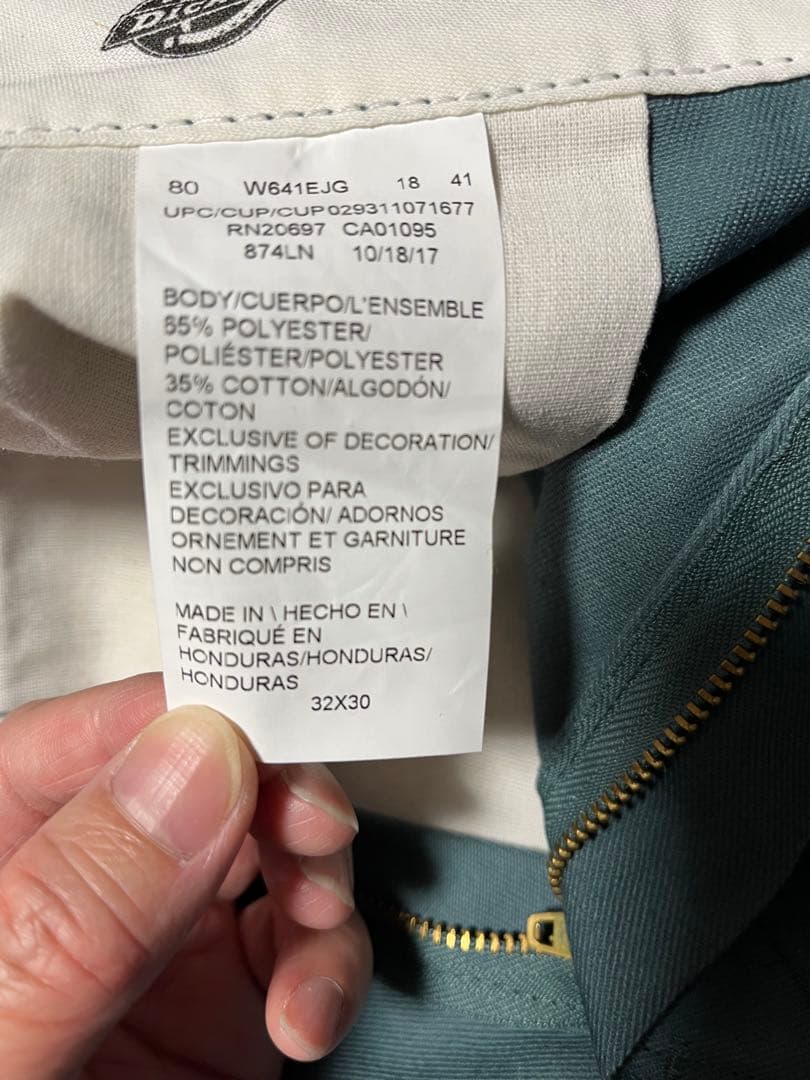 DICK
80 W641EJG 18 41
UPC/CUP/CUP 029311071677
RN20697 CA01095
874LN 10/18/17
BODY/CUERPO/L'ENSEMBLE
65% POLYESTER/
POLIÉSTER/POLYESTER
35% COTTON/ALGODÓN/
COTON
EXCLUSIVE OF DECORATION/
TRIMMINGS
EXCLUSIVO PARA
DECORACIÓN/ ADORNOS
ORNEMENT ET GARNITURE
NON COMPRIS
MADE IN \ HECHO EN \
FABRIQUÉ EN
HONDURAS/HONDURAS/
HONDURAS
32X30